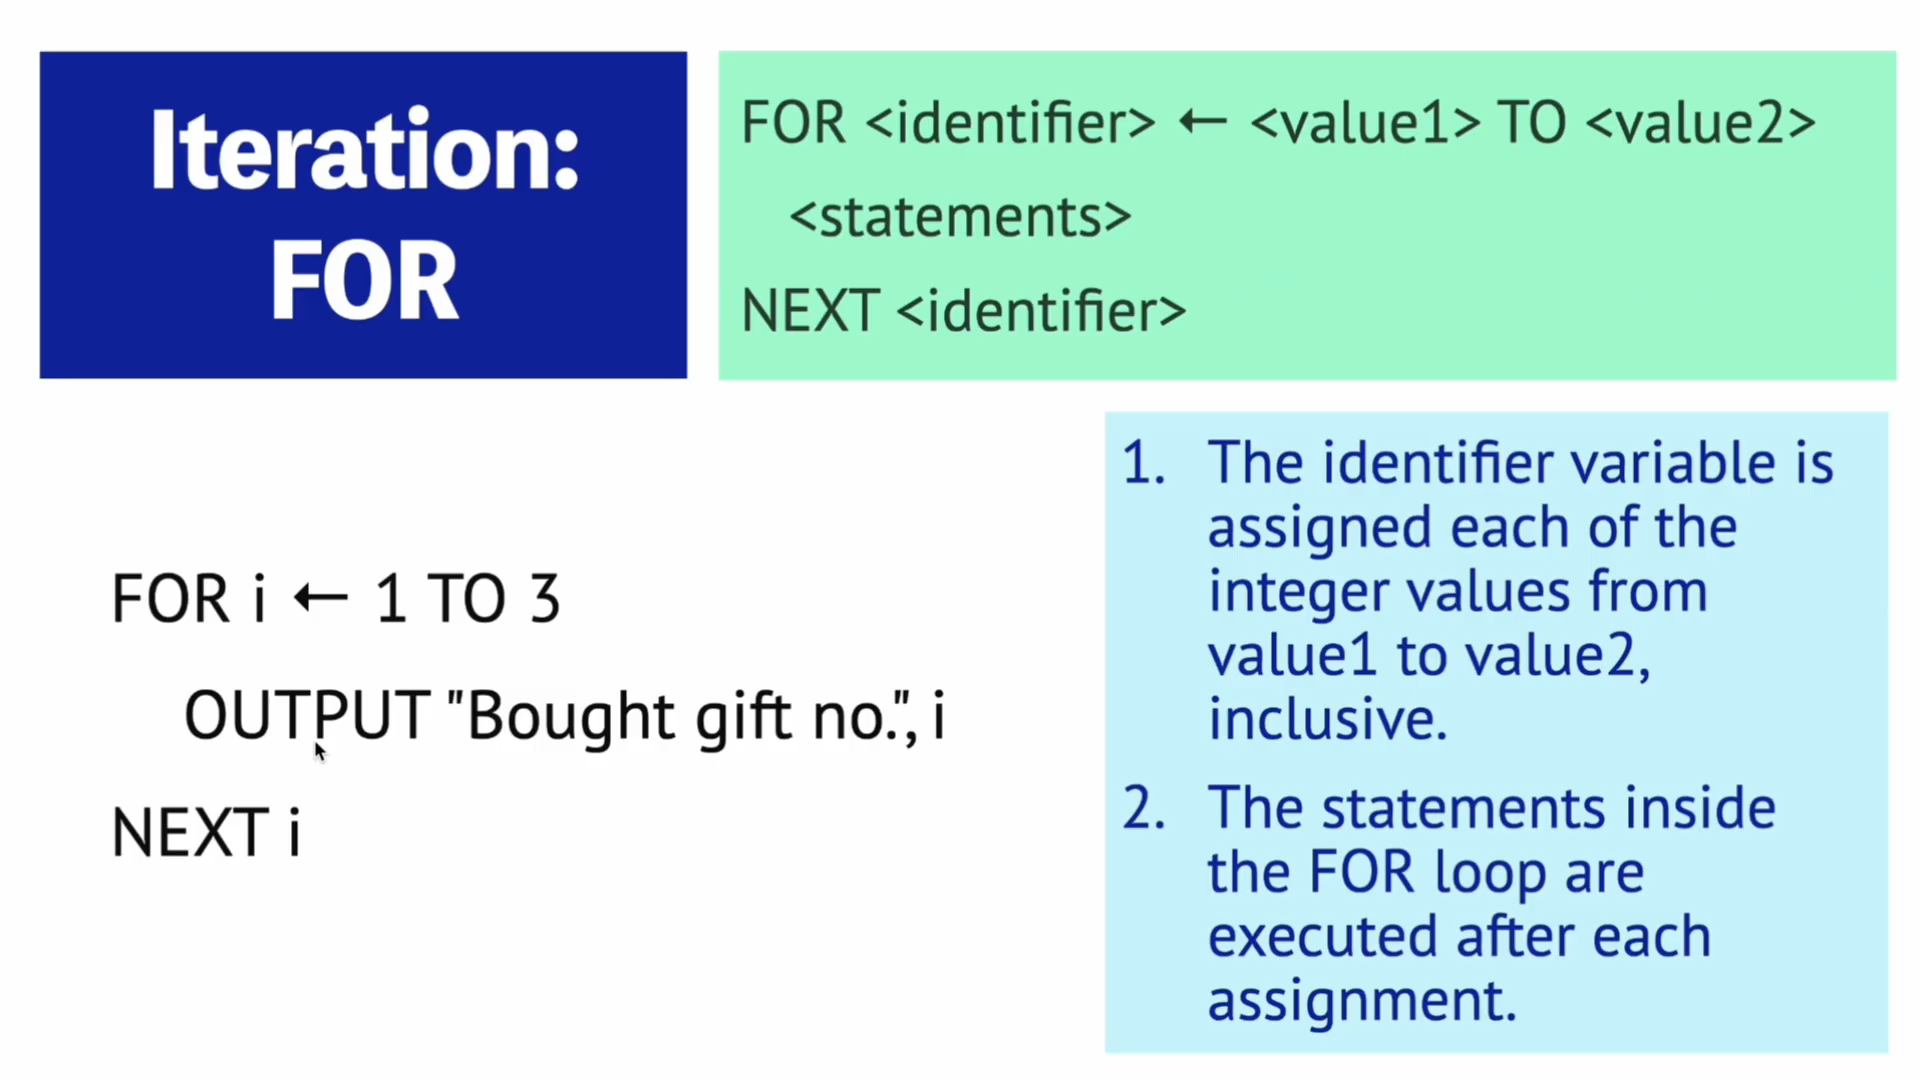 Iteration:
FOR
FOR <identifier> ← <value1> TO <value2>
<statements>
NEXT <identifier>
FOR i ← 1 TO 3
OUTPUT "Bought gift no.", i
NEXT i
1. The identifier variable is
assigned each of the
integer values from
value1 to value2,
inclusive.
2. The statements inside
the FOR loop are
executed after each
assignment.